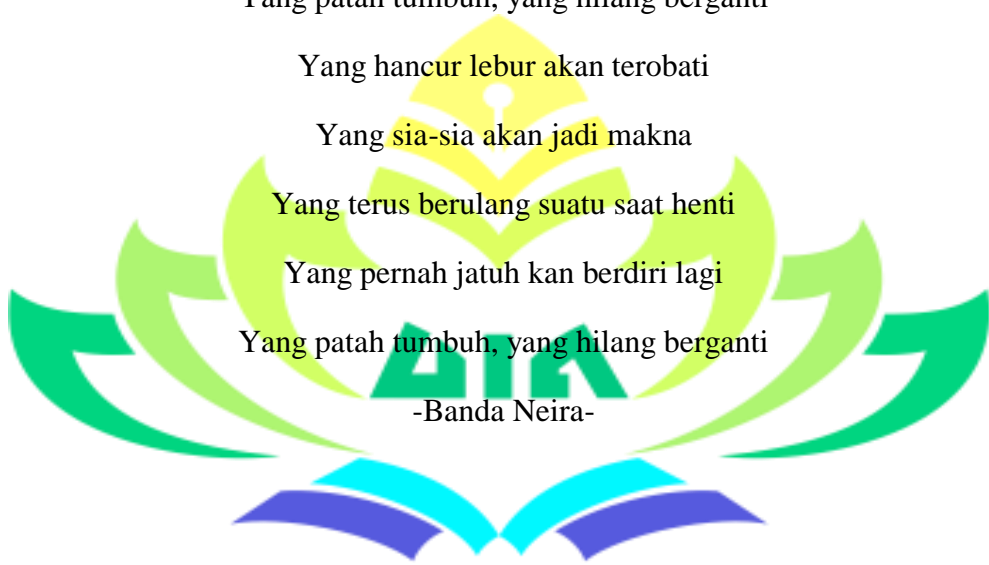 Yang patah tumbuh, yang hilang berganti
Yang hancur lebur akan terobati
Yang sia-sia akan jadi makna
Yang terus berulang suatu saat henti
Yang pernah jatuh kan berdiri lagi
Yang patah tumbuh, yang hilang berganti
-Banda Neira-